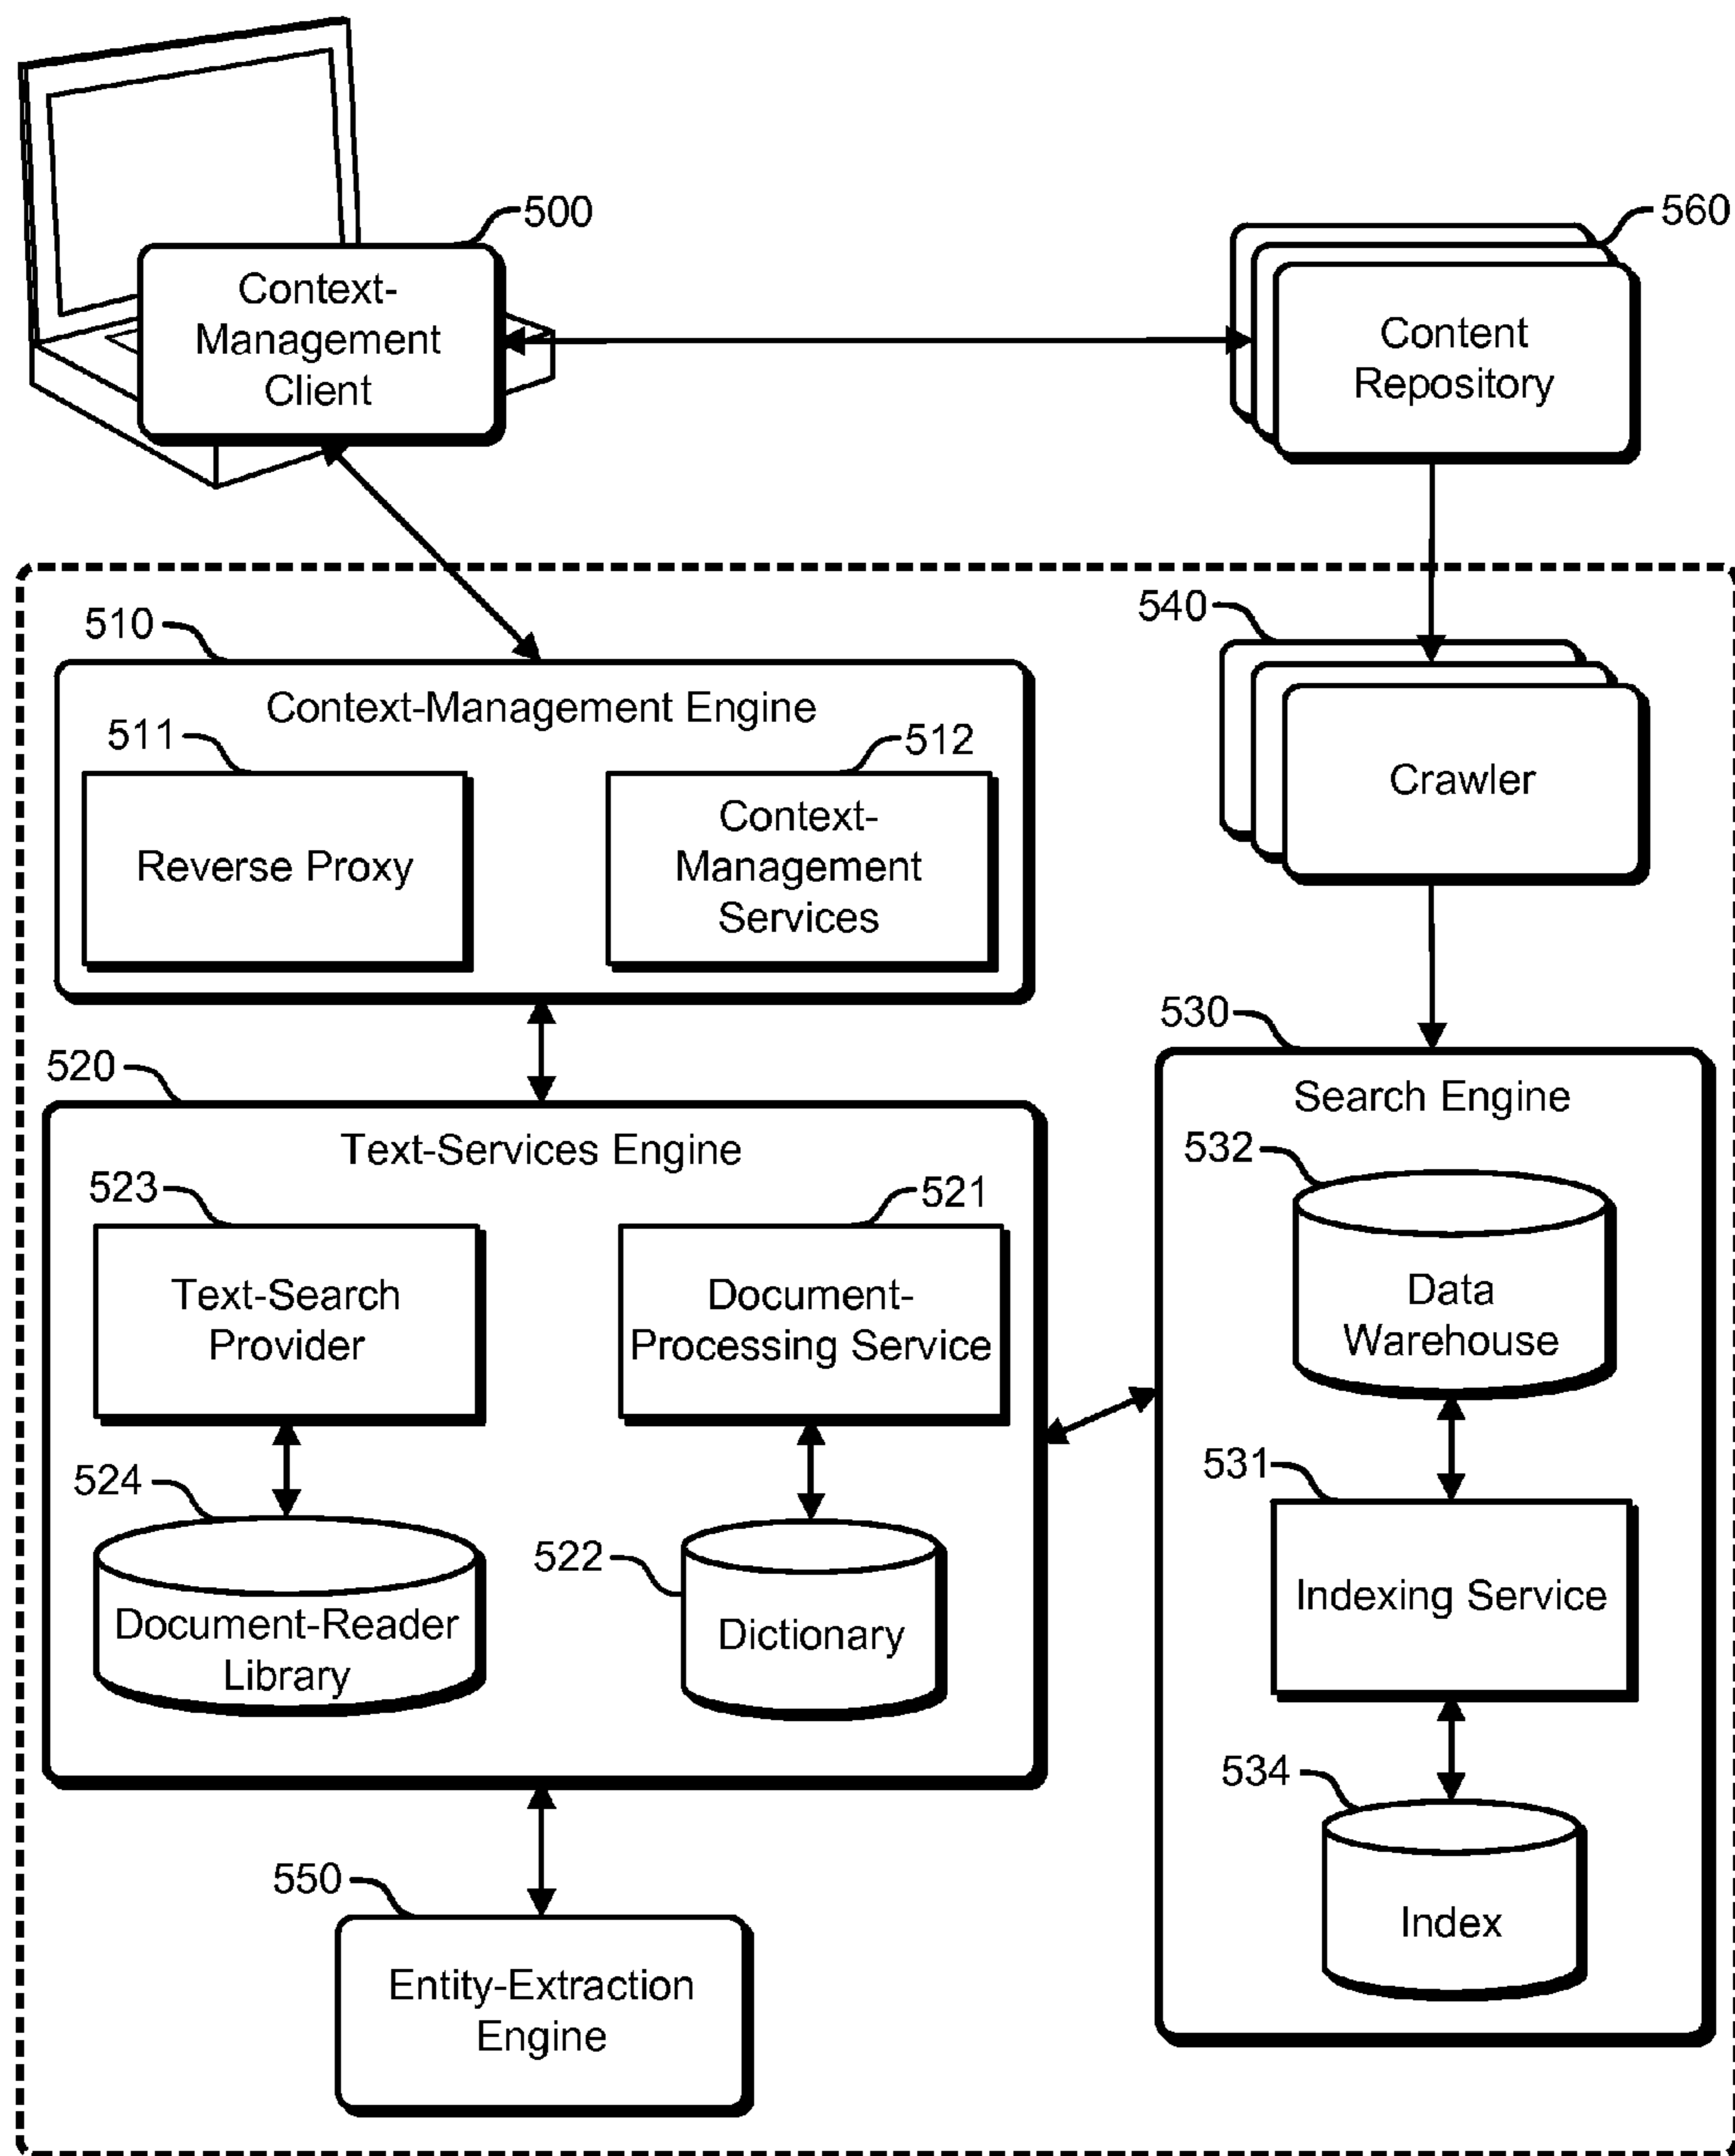 500
Context-
Management
Client
560
Content
Repository
510
Context-Management Engine
511
Reverse Proxy
512
Context-
Management
Services
540
Crawler
520
Text-Services Engine
523
Text-Search
Provider
521
Document-
Processing Service
524
Document-Reader
Library
522
Dictionary
530
Search Engine
532
Data
Warehouse
531
Indexing Service
534
Index
550
Entity-Extraction
Engine